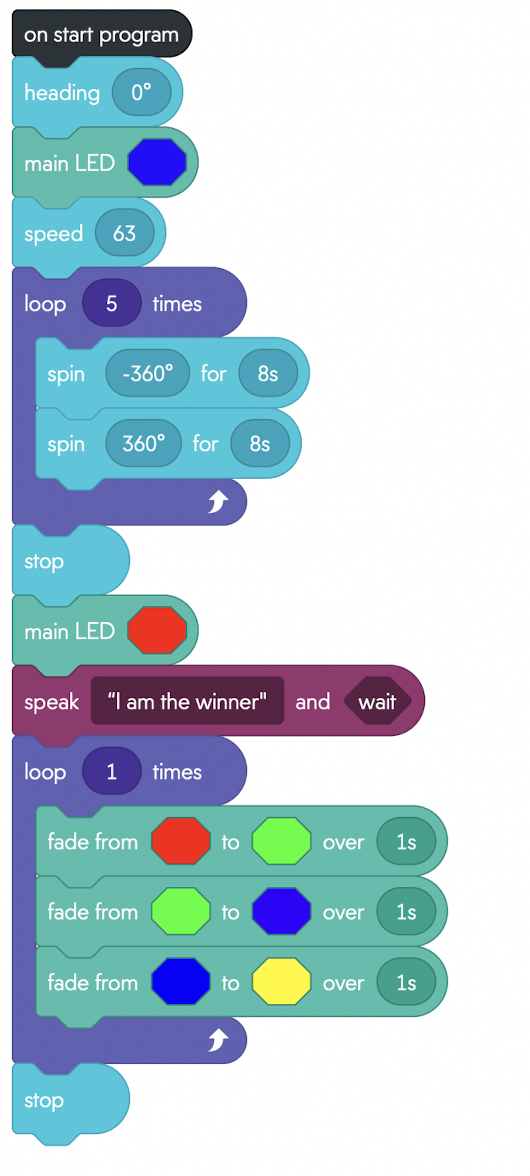 on start program
heading 0°
main LED
speed 63
loop 5 times
spin -360° for 8s
spin 360° for 8s
stop
main LED
speak "I am the winner" and wait
loop 1 times
fade from to over 1s
fade from to over 1s
fade from to over 1s
stop